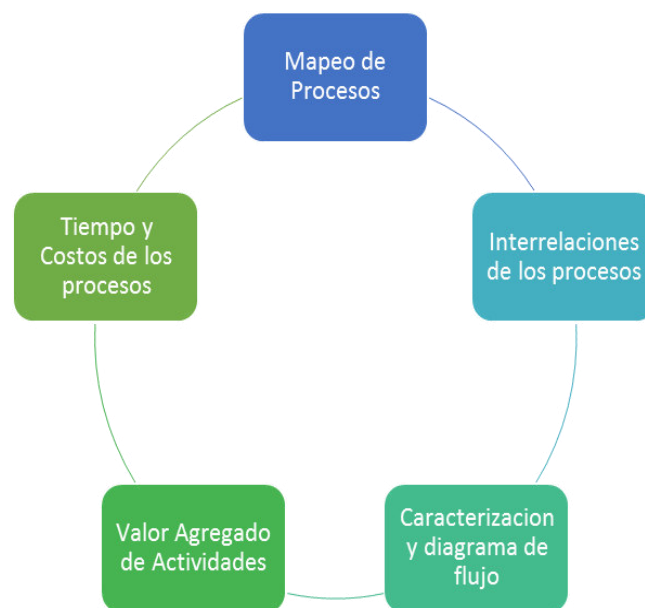 Mapeo de
Procesos
Interrelaciones
de los procesos
Caracterizacion
y diagrama de
flujo
Valor Agregado
de Actividades
Tiempo y
Costos de los
procesos